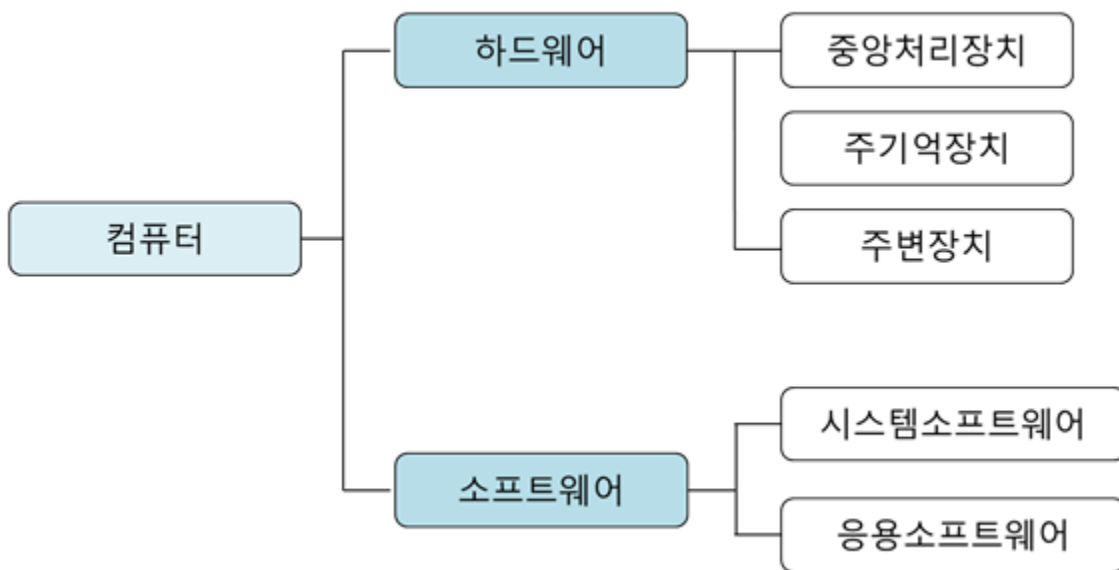 컴퓨터
하드웨어
중앙처리장치
주기억장치
주변장치
소프트웨어
시스템소프트웨어
응용소프트웨어